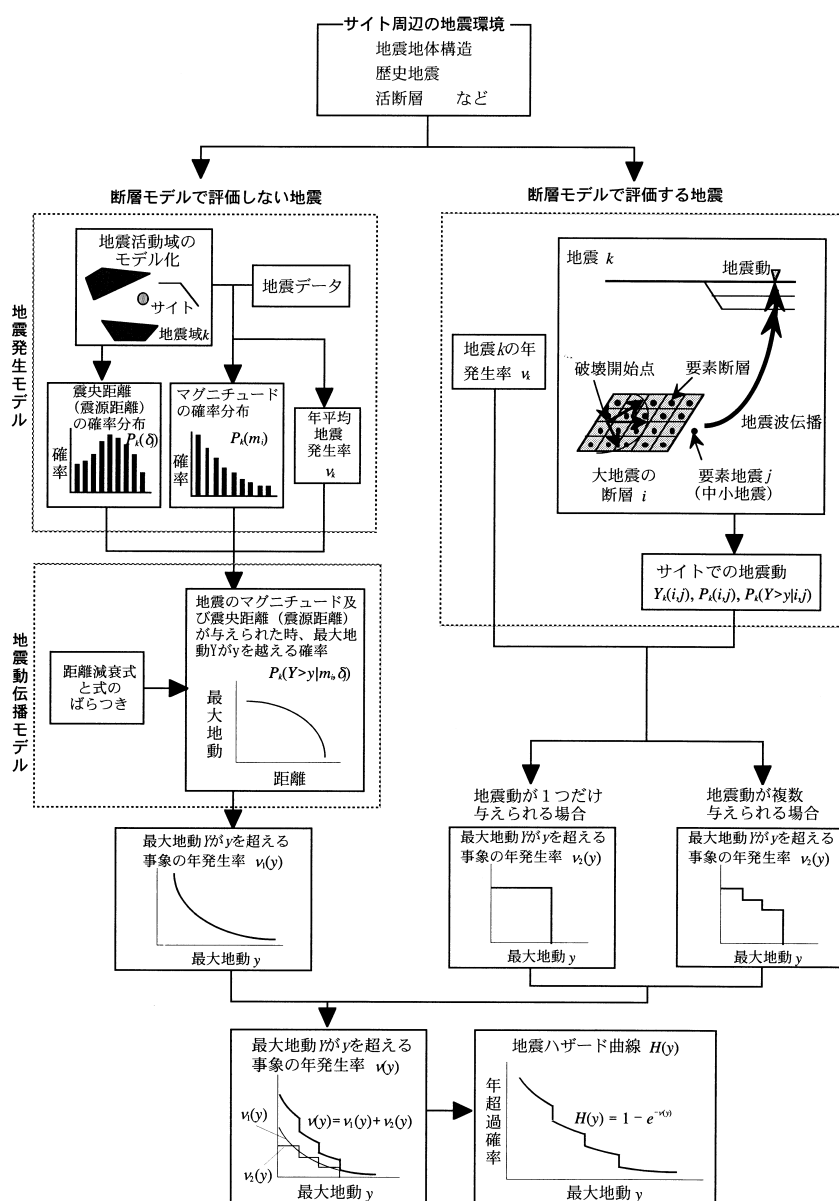 サイト周辺の地震環境
地震地体構造
歴史地震
活断層　など
断層モデルで評価しない地震
地震発生モデル
地震活動域の
モデル化
サイト
地震域k
地震データ
震央距離
(震源距離)
の確率分布
Pk(δj)
確率
マグニチュード
の確率分布
Pk(mi)
確率
年平均
地震
発生率
νk
地震動伝播モデル
距離減衰式
と式の
ばらつき
地震のマグニチュード及
び震央距離（震源距離）
が与えられた時、最大地
動Yがyを越える確率
Pk(Y>y|mi, δj)
最大地動
距離
最大地動Yがyを超える
事象の年発生率 ν1(y)
最大地動 y
断層モデルで評価する地震
地震 k
地震動
地震kの年
発生率 νk
破壊開始点
要素断層
地震波伝播
大地震の
断層 i
要素地震 j
（中小地震）
サイトでの地震動
Yk(i,j), Pk(i,j), Pk(Y>y|i,j)
地震動が１つだけ
与えられる場合
最大地動Yがyを超える
事象の年発生率 ν2(y)
最大地動 y
地震動が複数
与えられる場合
最大地動Yがyを超える
事象の年発生率 ν2(y)
最大地動 y
最大地動Yがyを超える
事象の年発生率 ν(y)
ν1(y)
ν(y)=ν1(y)+ν2(y)
ν2(y)
最大地動 y
地震ハザード曲線 H(y)
年超過確率
H(y) = 1 − e^-ν(y)
最大地動 y